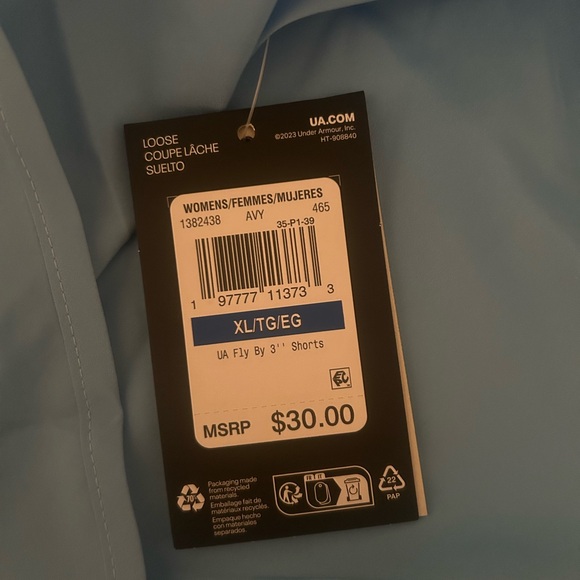 LOOSE
COUPE LÂCHE
SUELTO
UA.COM
©2023 Under Armour, Inc.
HT-908840
WOMENS/FEMMES/MUJERES
1382438 AVY 465
35-P1-39
1 97777 11373 3
XL/TG/EG
UA Fly By 3'' Shorts
MSRP $30.00
Packaging made
from recycled
materials.
Emballage fait de
matériaux recyclés.
Empaque hecho
con materiales
separados.
70
FR
22
PAP